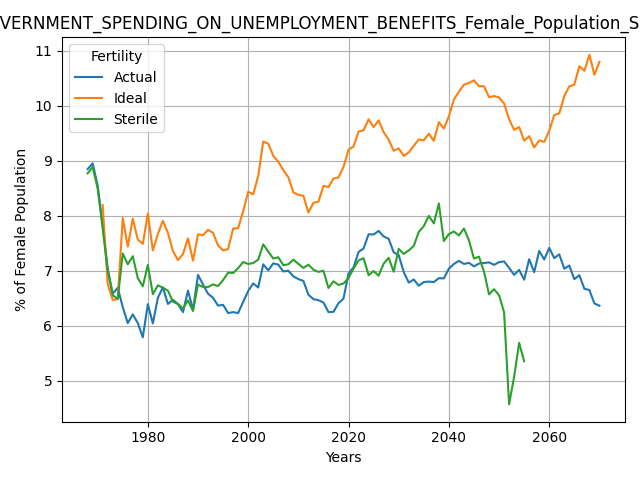 VERNMENT_SPENDING_ON_UNEMPLOYMENT_BENEFITS_Female_Population_S
Fertility
Actual
Ideal
Sterile
% of Female Population
11
10
9
8
7
6
5
1980 2000 2020 2040 2060
Years